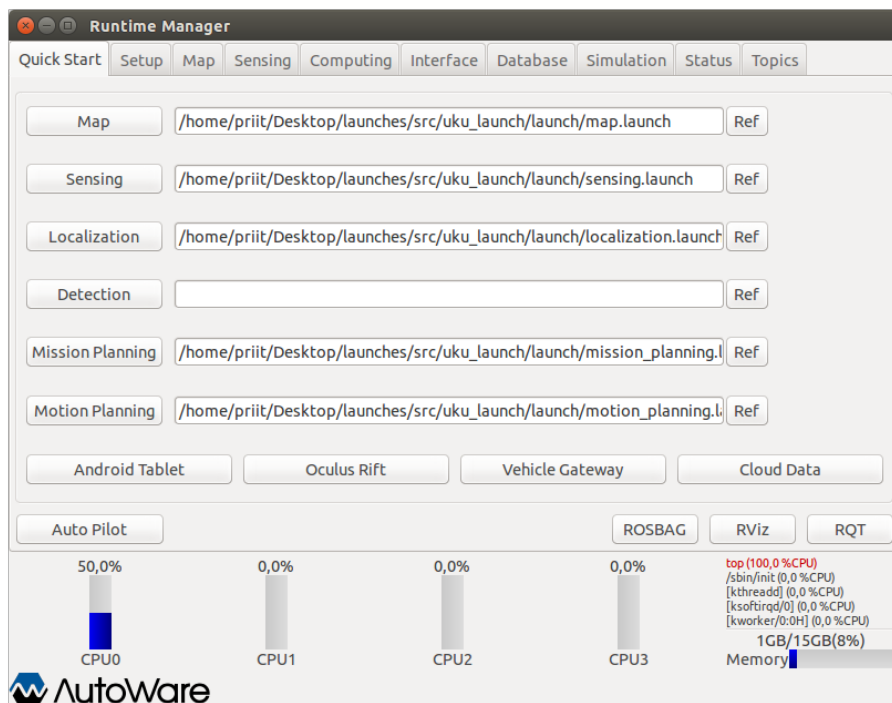 Runtime Manager
Quick Start Setup Map Sensing Computing Interface Database Simulation Status Topics
Map /home/priit/Desktop/launches/src/uku_launch/launch/map.launch Ref
Sensing /home/priit/Desktop/launches/src/uku_launch/launch/sensing.launch Ref
Localization /home/priit/Desktop/launches/src/uku_launch/launch/localization.launch Ref
Detection Ref
Mission Planning /home/priit/Desktop/launches/src/uku_launch/launch/mission_planning.l Ref
Motion Planning /home/priit/Desktop/launches/src/uku_launch/launch/motion_planning.la Ref
Android Tablet Oculus Rift Vehicle Gateway Cloud Data
Auto Pilot ROSBAG RViz RQT
50,0% 0,0% 0,0% 0,0% top (100,0 %CPU)
/sbin/init (0,0 %CPU)
[kthreadd] (0,0 %CPU)
[ksoftirqd/0] (0,0 %CPU)
[kworker/0:0H] (0,0 %CPU)
1GB/15GB(8%)
CPU0 CPU1 CPU2 CPU3 Memory
AutoWare